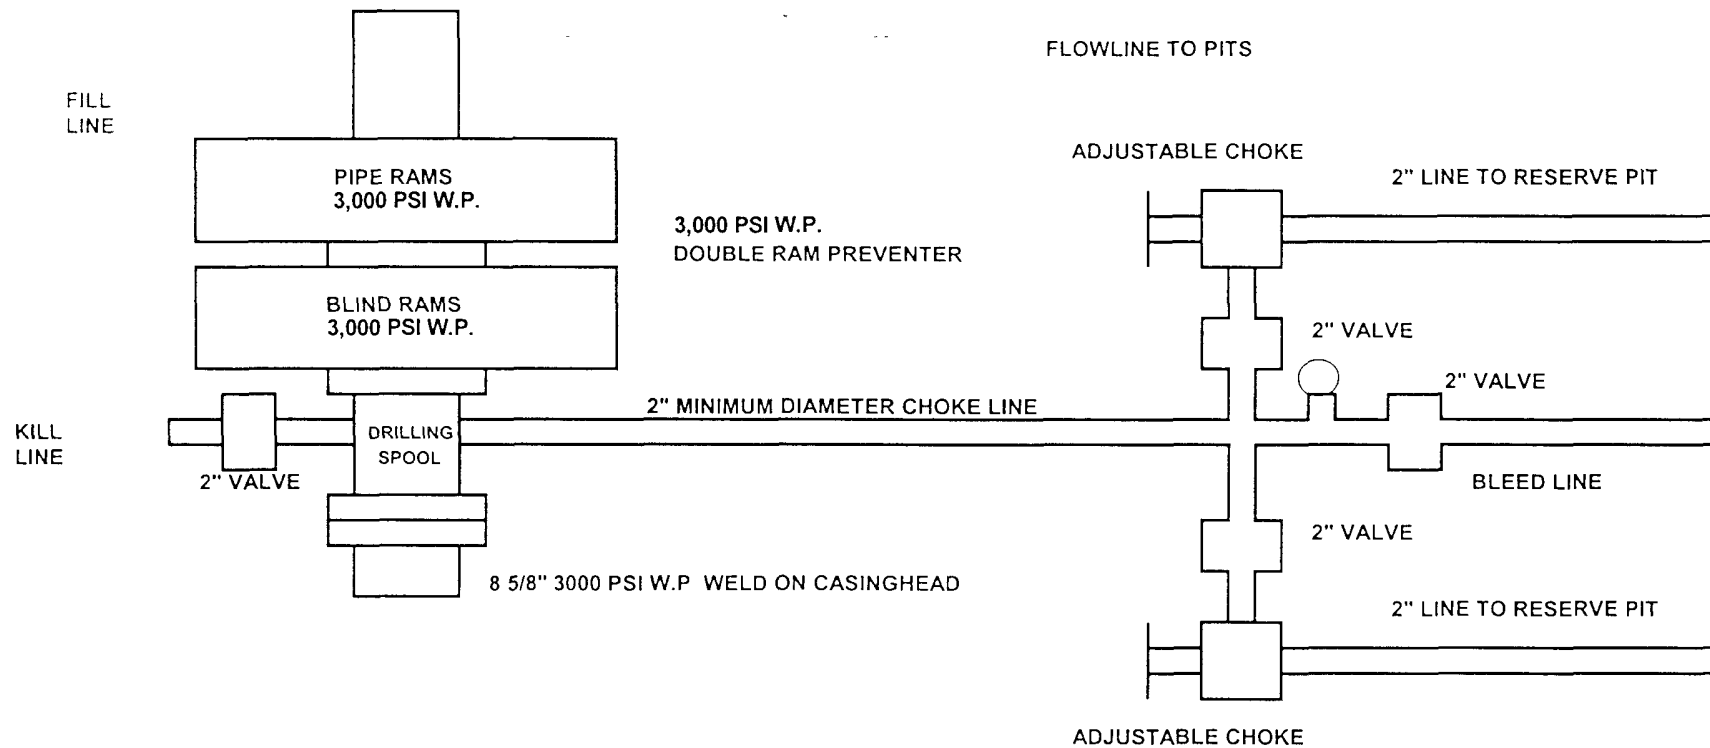 FLOWLINE TO PITS
FILL
LINE
ADJUSTABLE CHOKE
PIPE RAMS
3,000 PSI W.P.
2" LINE TO RESERVE PIT
3,000 PSI W.P.
DOUBLE RAM PREVENTER
BLIND RAMS
3,000 PSI W.P.
2" VALVE
2" VALVE
2" MINIMUM DIAMETER CHOKE LINE
KILL
LINE
DRILLING
SPOOL
2" VALVE
BLEED LINE
2" VALVE
8 5/8" 3000 PSI W.P WELD ON CASINGHEAD
2" LINE TO RESERVE PIT
ADJUSTABLE CHOKE